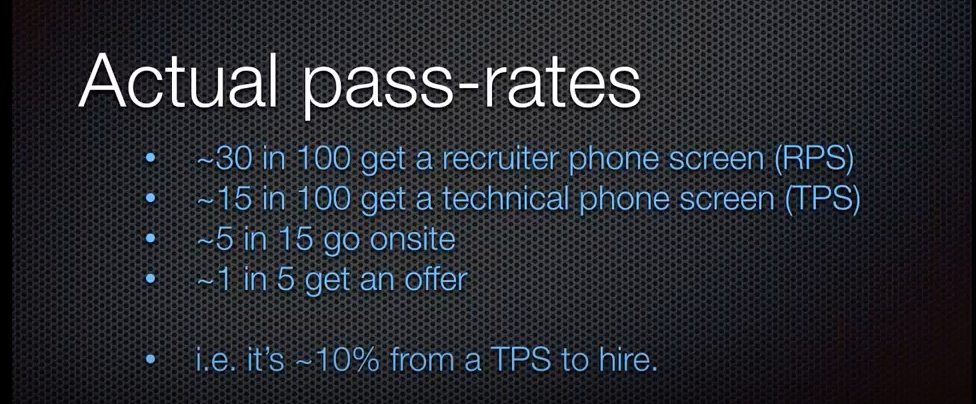 Actual pass-rates
• ~30 in 100 get a recruiter phone screen (RPS)
• ~15 in 100 get a technical phone screen (TPS)
• ~5 in 15 go onsite
• ~1 in 5 get an offer
• i.e. it's ~10% from a TPS to hire.